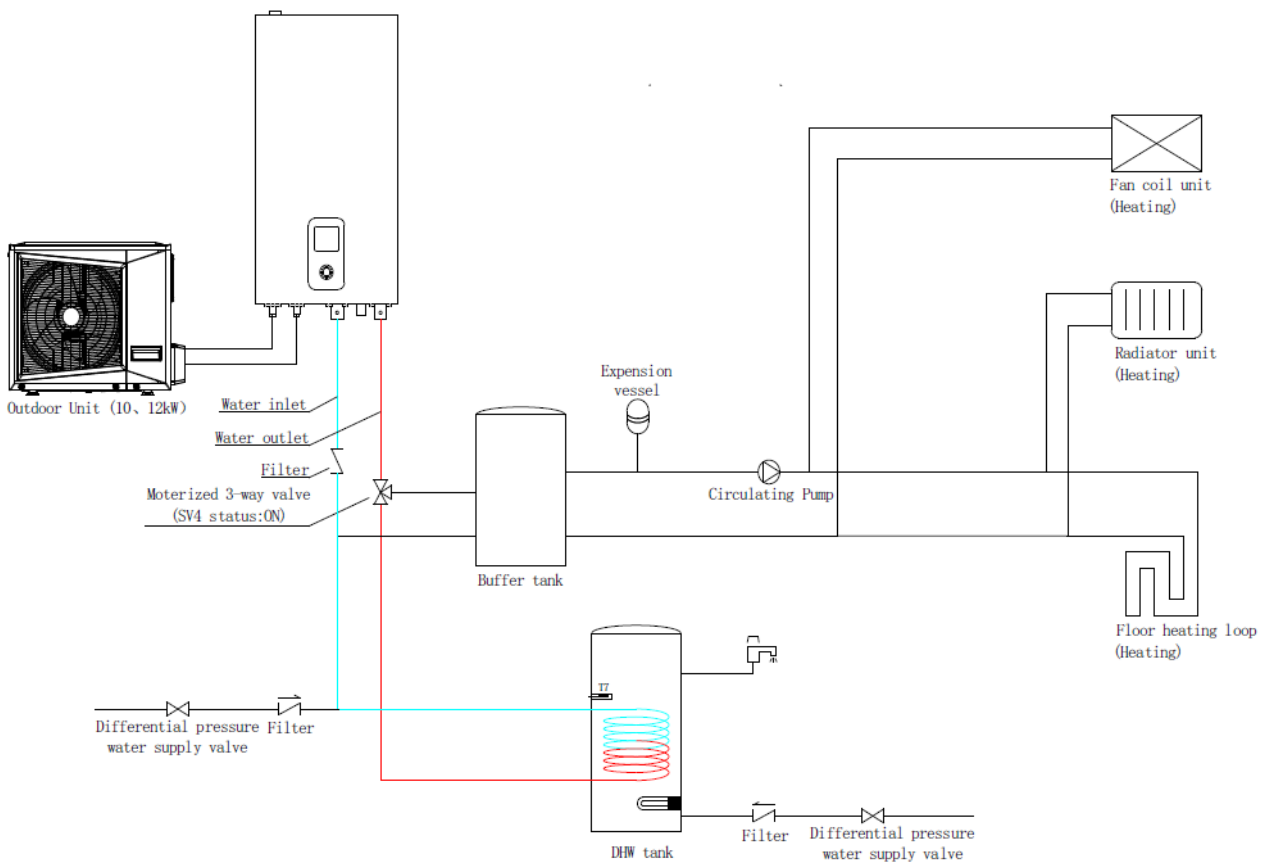 Fan coil unit
(Heating)
Radiator unit
(Heating)
Expension
vessel
Outdoor Unit (10、12kW)
Water inlet
Water outlet
Filter
Moterized 3-way valve
(SV4 status:ON)
Circulating Pump
Buffer tank
Floor heating loop
(Heating)
T7
Differential pressure
water supply valve
Filter
DHW tank
Filter
Differential pressure
water supply valve